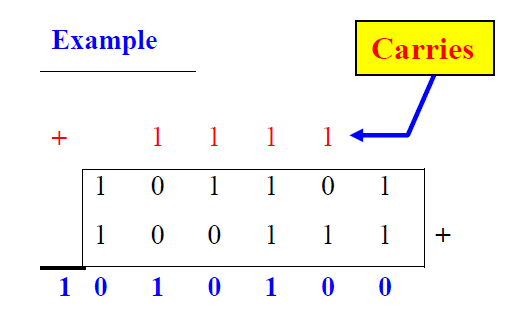 Example
Carries
+ 1 1 1 1
1 0 1 1 0 1
1 0 0 1 1 1 +
1 0 1 0 1 0 0